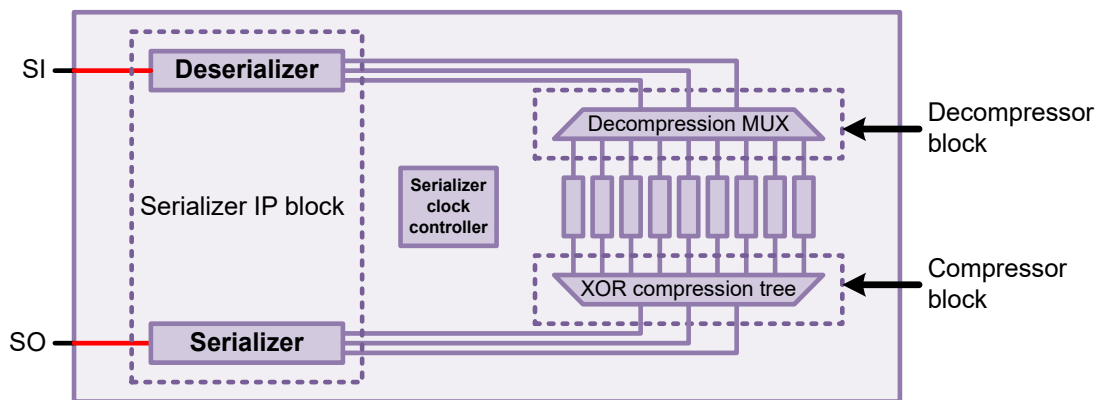 SI
Deserializer
Decompression MUX
Decompressor
block
Serializer IP block
Serializer
clock
controller
XOR compression tree
Compressor
block
SO
Serializer